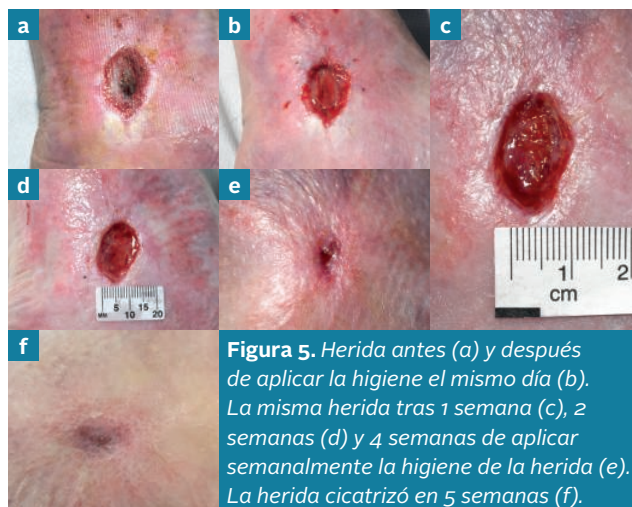 a
b
c
d
MM 5 10 15 20
e
1 2
cm
f
Figura 5. Herida antes (a) y después
de aplicar la higiene el mismo día (b).
La misma herida tras 1 semana (c), 2
semanas (d) y 4 semanas de aplicar
semanalmente la higiene de la herida (e).
La herida cicatrizó en 5 semanas (f).